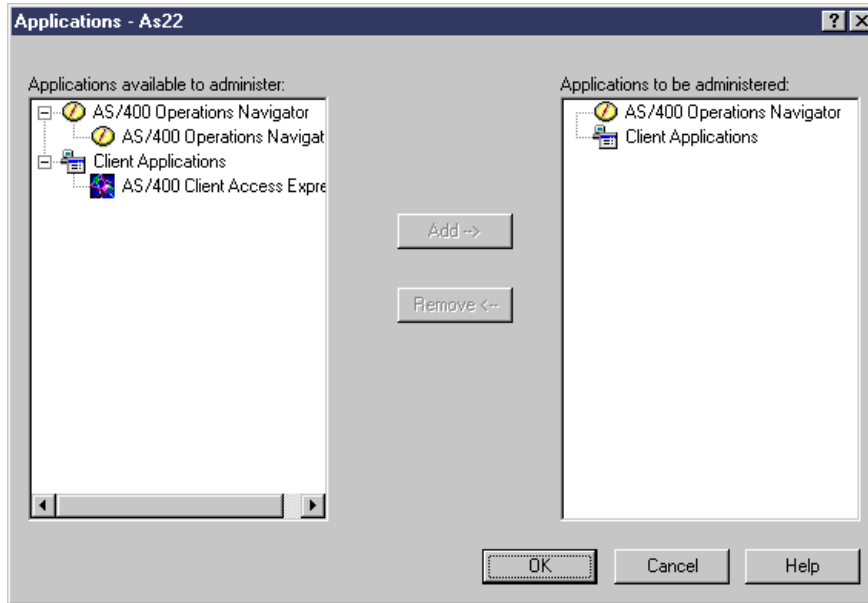 Applications - As22
Applications available to administer:
AS/400 Operations Navigator
AS/400 Operations Navigat
Client Applications
AS/400 Client Access Expre
Add -->
Remove <--
Applications to be administered:
AS/400 Operations Navigator
Client Applications
OK
Cancel
Help